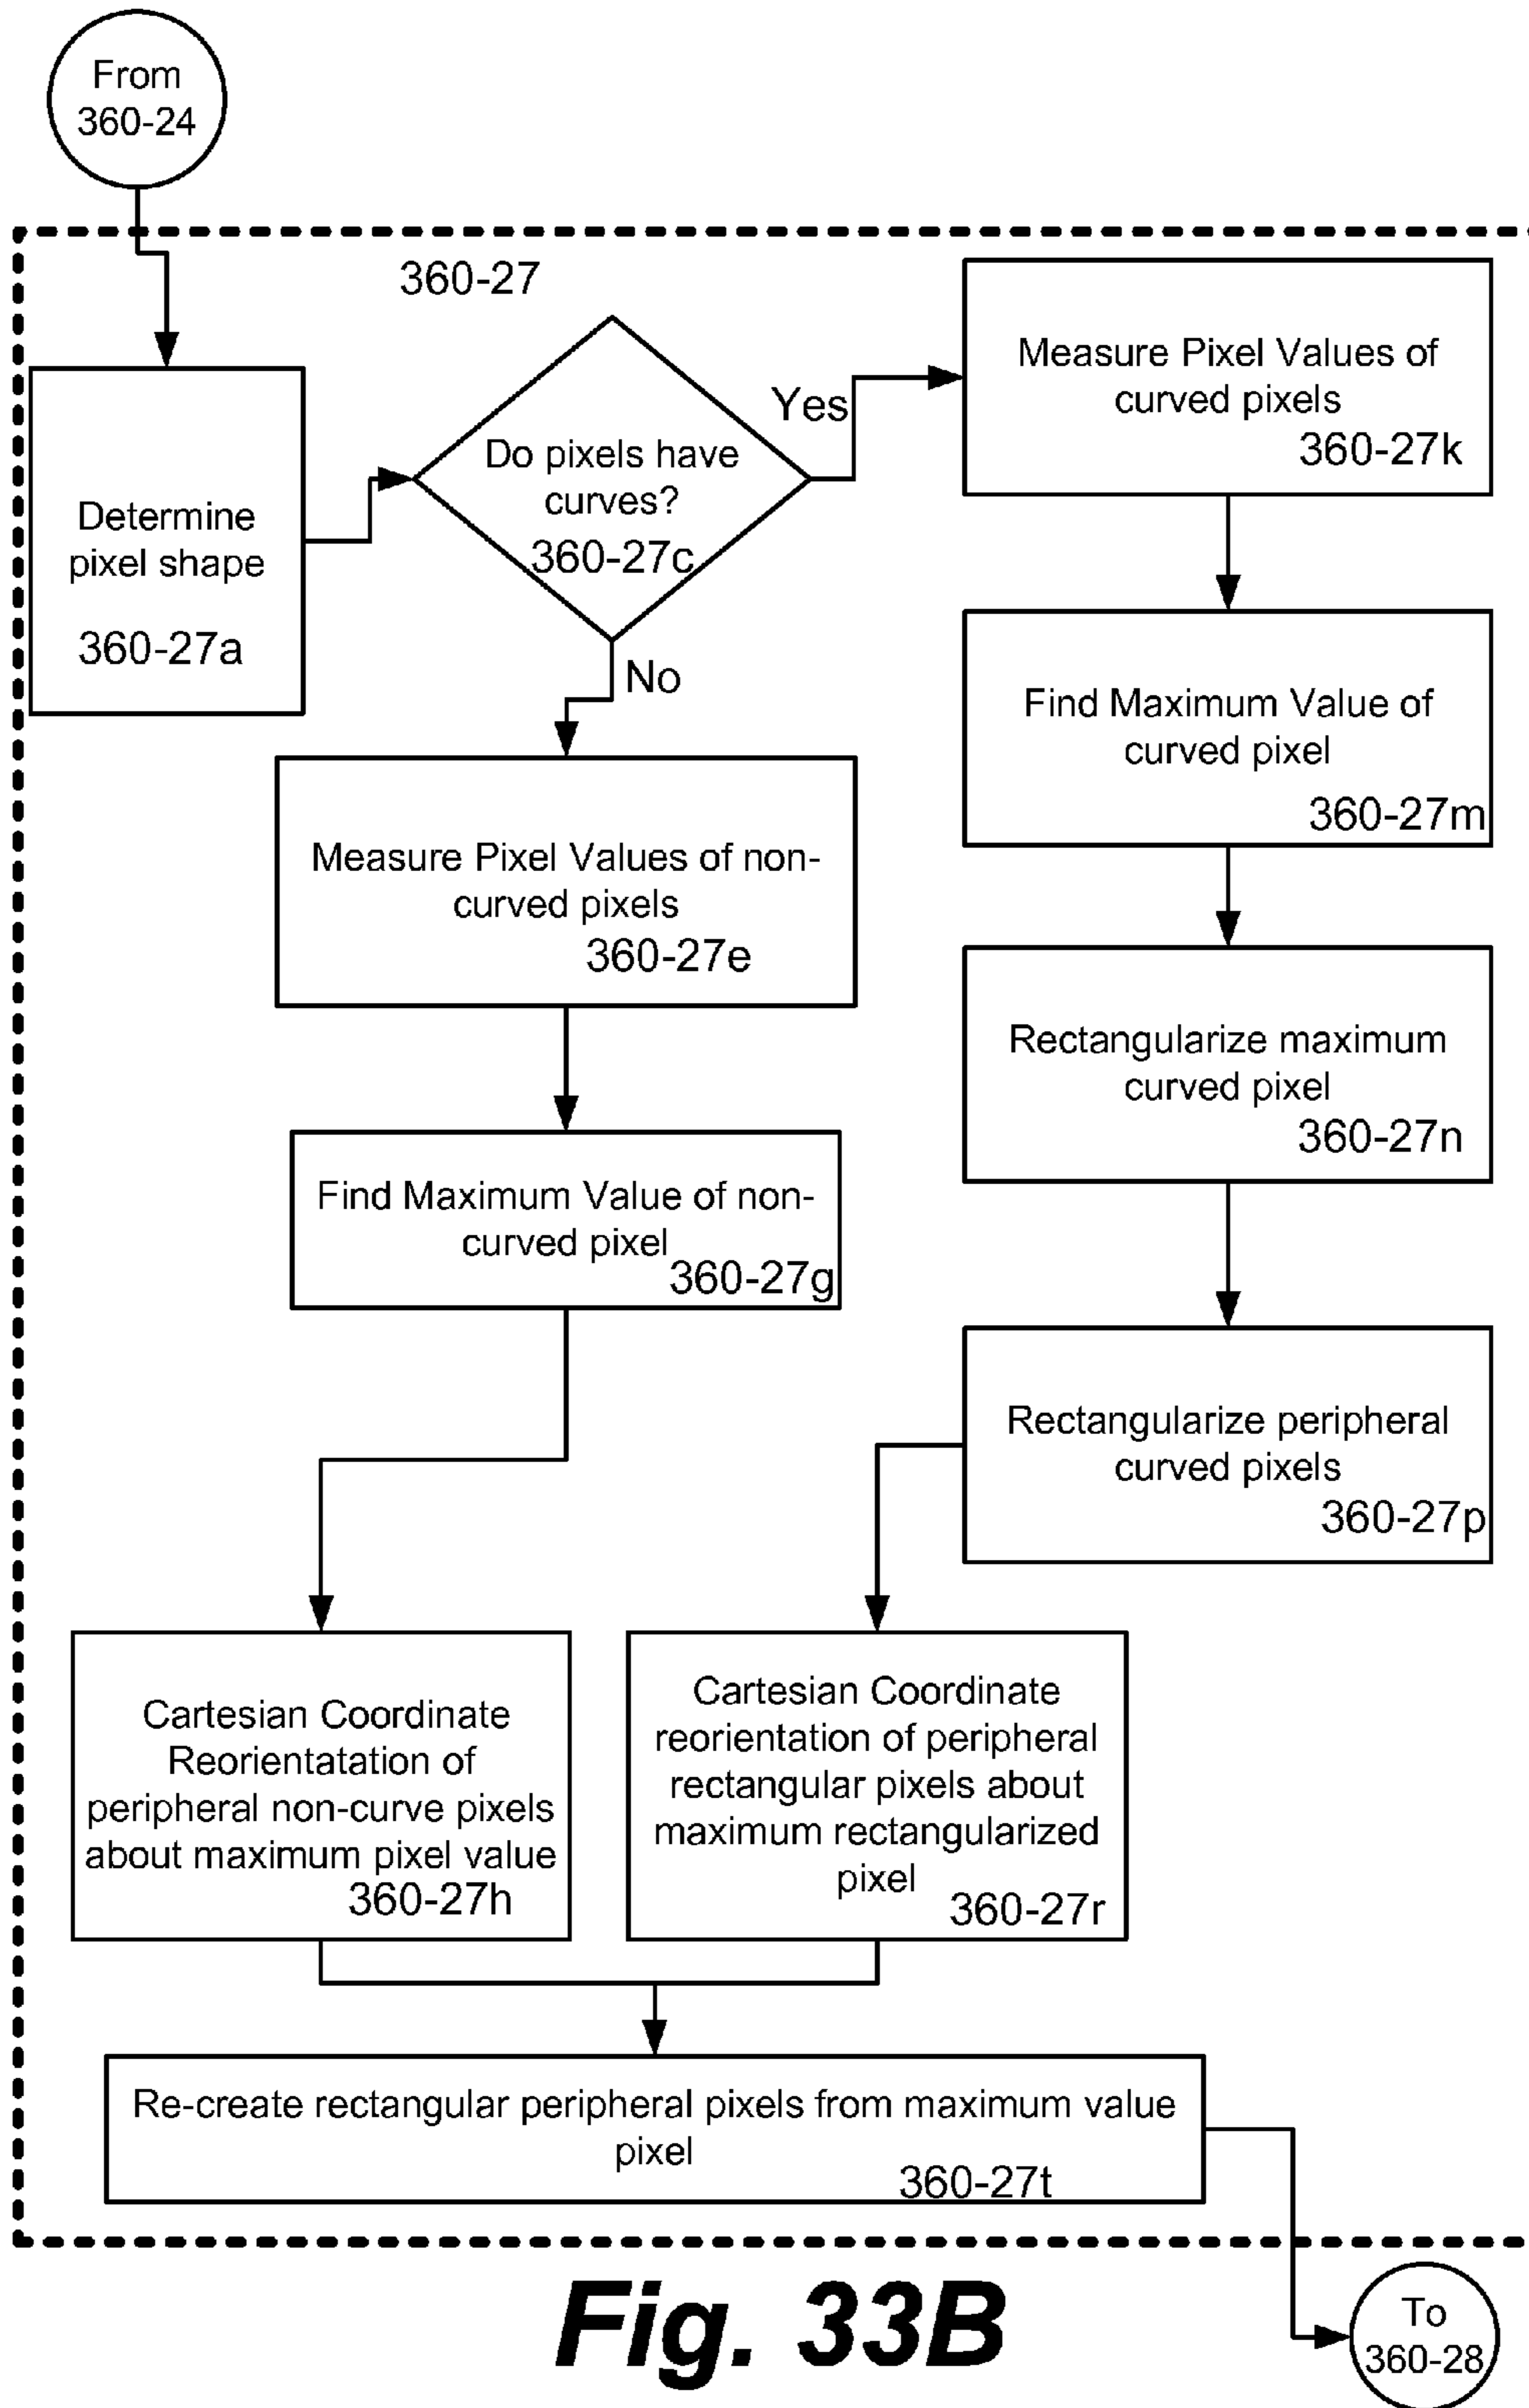 From
360-24
360-27
Determine
pixel shape
360-27a
Do pixels have
curves?
360-27c
Yes
No
Measure Pixel Values of
curved pixels
360-27k
Find Maximum Value of
curved pixel
360-27m
Rectangularize maximum
curved pixel
360-27n
Rectangularize peripheral
curved pixels
360-27p
Measure Pixel Values of non-
curved pixels
360-27e
Find Maximum Value of non-
curved pixel
360-27g
Cartesian Coordinate
Reorientatation of
peripheral non-curve pixels
about maximum pixel value
360-27h
Cartesian Coordinate
reorientation of peripheral
rectangular pixels about
maximum rectangularized
pixel
360-27r
Re-create rectangular peripheral pixels from maximum value
pixel
360-27t
To
360-28
Fig. 33B